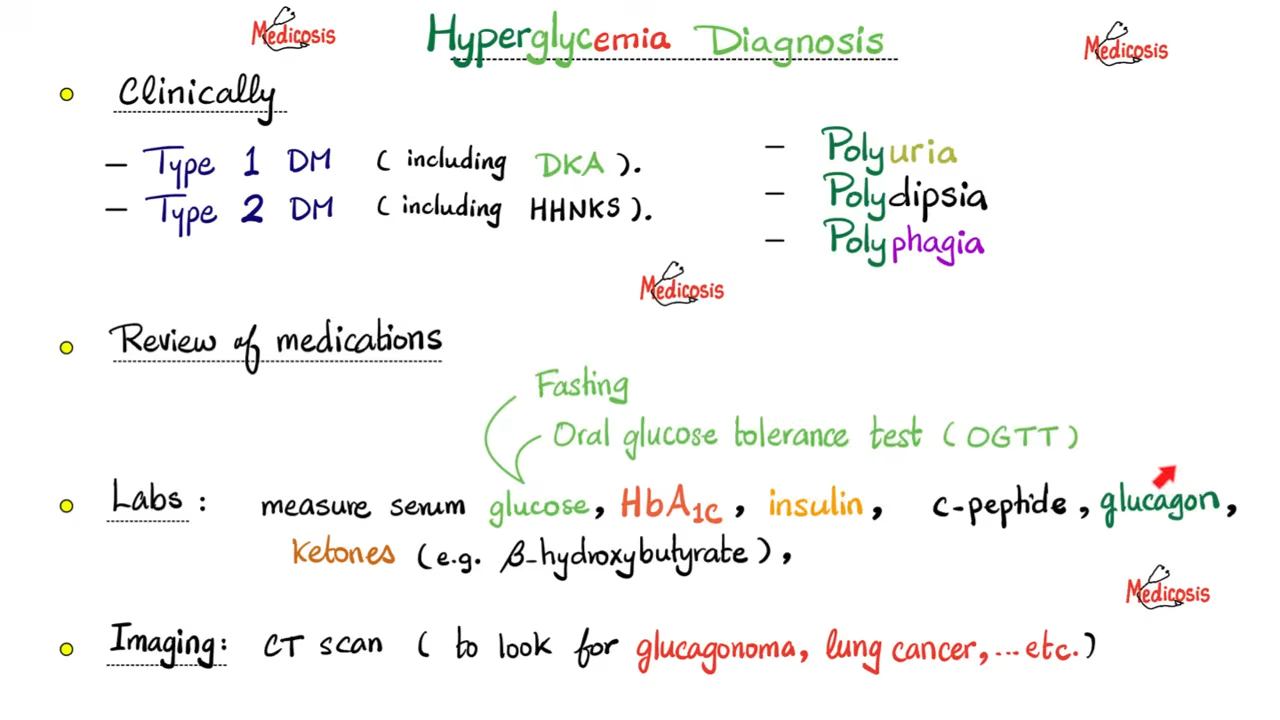 Medicosis
Hyperglycemia Diagnosis
Medicosis
Clinically
– Type 1 DM (including DKA).
– Type 2 DM (including HHNKS).
– Polyuria
– Polydipsia
– Polyphagia
Medicosis
Review of medications
Fasting
Oral glucose tolerance test (OGTT)
Labs: measure serum glucose, HbA1c, insulin, c-peptide, glucagon,
Ketones (e.g. β-hydroxybutyrate),
Medicosis
Imaging: CT scan (to look for glucagonoma, lung cancer, ... etc.)